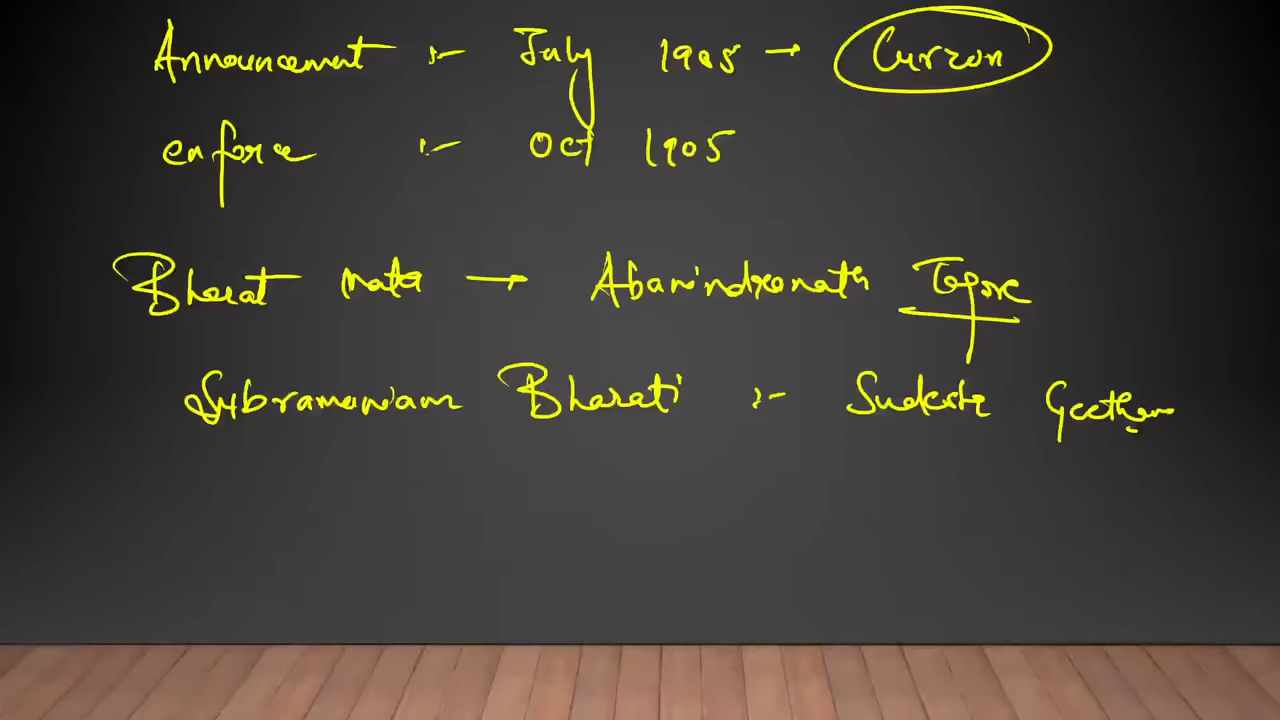 Announcement :- July 1905 → Curzon
enforce :- Oct 1905
Bharat Mata → Abanindranath Tagore
Subramaniam Bharati :- Sudesha Geetham